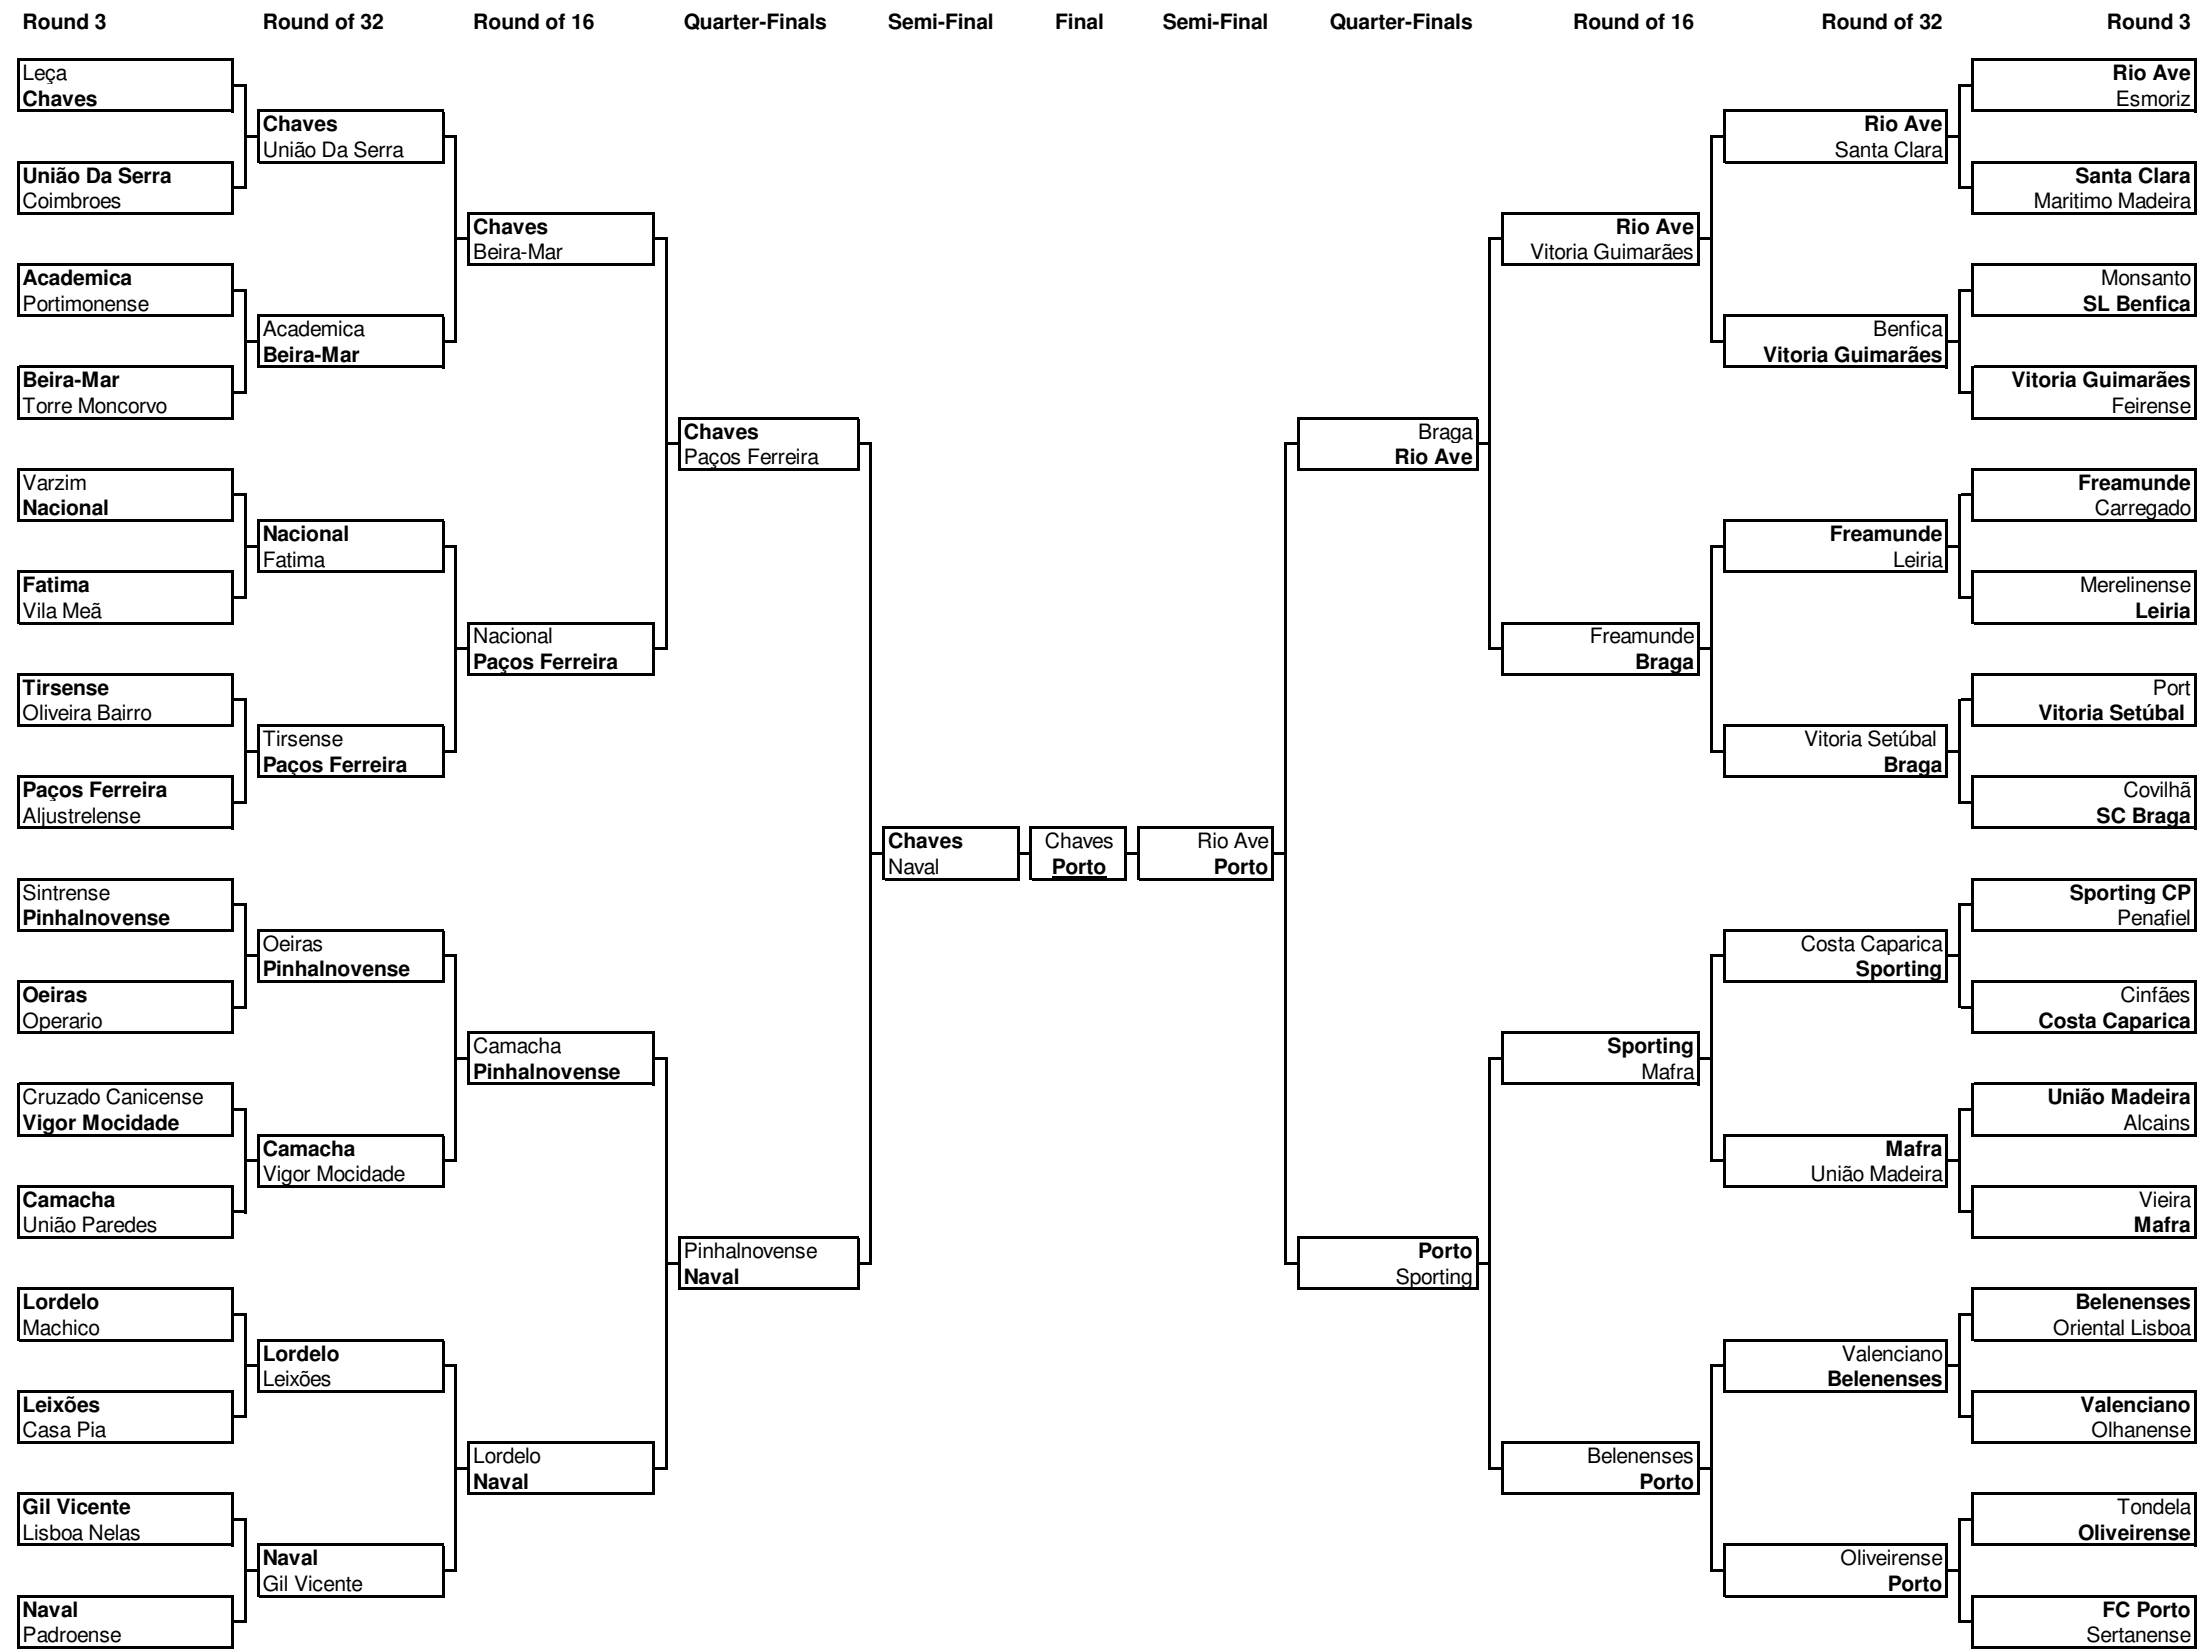 Round 3 Round of 32 Round of 16 Quarter-Finals Semi-Final Final Semi-Final Quarter-Finals Round of 16 Round of 32 Round 3
Leça
Chaves
União Da Serra
Coimbroes
Academica
Portimonense
Beira-Mar
Torre Moncorvo
Varzim
Nacional
Fatima
Vila Meã
Tirsense
Oliveira Bairro
Paços Ferreira
Aljustrelense
Sintrense
Pinhalnovense
Oeiras
Operario
Cruzado Canicense
Vigor Mocidade
Camacha
União Paredes
Lordelo
Machico
Leixões
Casa Pia
Gil Vicente
Lisboa Nelas
Naval
Padroense
Chaves
União Da Serra
Academica
Beira-Mar
Nacional
Fatima
Tirsense
Paços Ferreira
Oeiras
Pinhalnovense
Camacha
Vigor Mocidade
Lordelo
Leixões
Naval
Gil Vicente
Chaves
Beira-Mar
Nacional
Paços Ferreira
Camacha
Pinhalnovense
Lordelo
Naval
Chaves
Paços Ferreira
Pinhalnovense
Naval
Chaves
Naval
Chaves
Porto
Rio Ave
Porto
Braga
Rio Ave
Porto
Sporting
Rio Ave
Vitoria Guimarães
Freamunde
Braga
Sporting
Mafra
Belenenses
Porto
Rio Ave
Santa Clara
Benfica
Vitoria Guimarães
Freamunde
Leiria
Vitoria Setúbal
Braga
Costa Caparica
Sporting
Mafra
União Madeira
Valenciano
Belenenses
Oliveirense
Porto
Rio Ave
Esmoriz
Santa Clara
Maritimo Madeira
Monsanto
SL Benfica
Vitoria Guimarães
Feirense
Freamunde
Carregado
Merelinense
Leiria
Port
Vitoria Setúbal
Covilhã
SC Braga
Sporting CP
Penafiel
Cinfães
Costa Caparica
União Madeira
Alcains
Vieira
Mafra
Belenenses
Oriental Lisboa
Valenciano
Olhanense
Tondela
Oliveirense
FC Porto
Sertanense